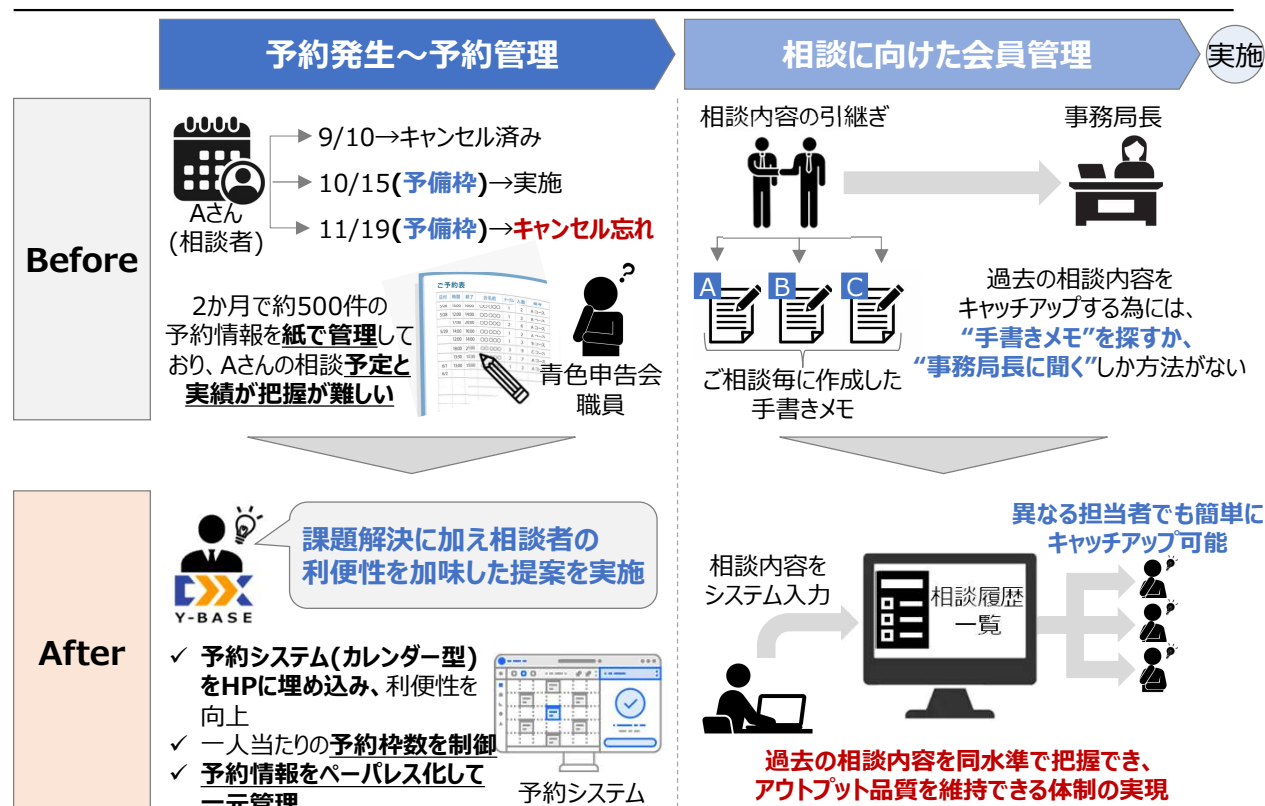 予約発生～予約管理
相談に向けた会員管理
実施
Before
Aさん
(相談者)
9/10→キャンセル済み
10/15(予備枠)→実施
11/19(予備枠)→キャンセル忘れ
2か月で約500件の
予約情報を紙で管理して
おり、Aさんの相談予定と
実績が把握が難しい
ご予約表
青色申告会
職員
相談内容の引継ぎ
事務局長
A
B
C
ご相談毎に作成した
手書きメモ
過去の相談内容を
キャッチアップする為には、
“手書きメモ”を探すか、
“事務局長に聞く”しか方法がない
After
Y-BASE
課題解決に加え相談者の
利便性を加味した提案を実施
✓ 予約システム(カレンダー型)
をHPに埋め込み、利便性を
向上
✓ 一人当たりの予約枠数を制御
✓ 予約情報をペーパレス化して
一元管理
予約システム
相談内容を
システム入力
相談履歴
一覧
異なる担当者でも簡単に
キャッチアップ可能
過去の相談内容を同水準で把握でき、
アウトプット品質を維持できる体制の実現